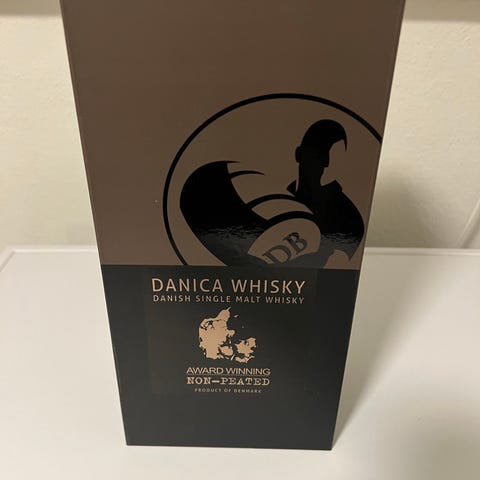 DB
DANICA WHISKY
DANISH SINGLE MALT WHISKY
AWARD WINNING
NON-PEATED
PRODUCT OF DENMARK